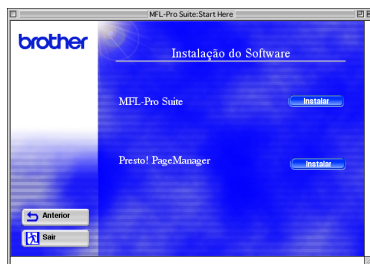 MFL-Pro Suite:Start Here
brother
Instalação do Software
MFL-Pro Suite
Instalar
Presto! PageManager
Instalar
Anterior
Sair